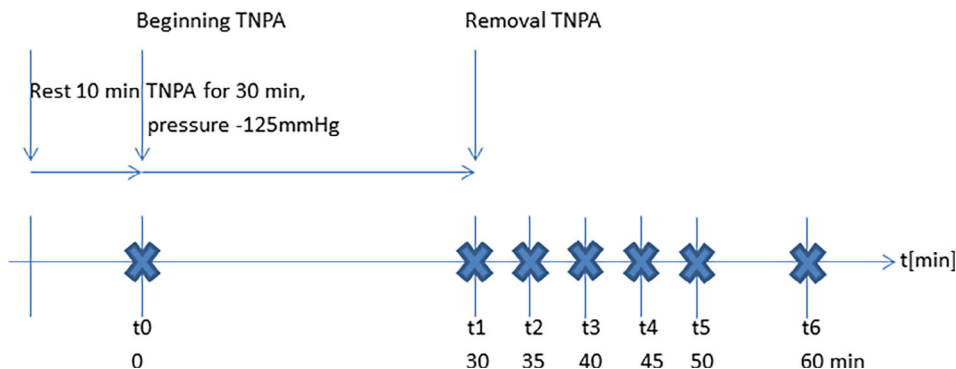 Beginning TNPA Removal TNPA
Rest 10 min TNPA for 30 min,
pressure -125mmHg
t[min]
t0 t1 t2 t3 t4 t5 t6
0 30 35 40 45 50 60 min